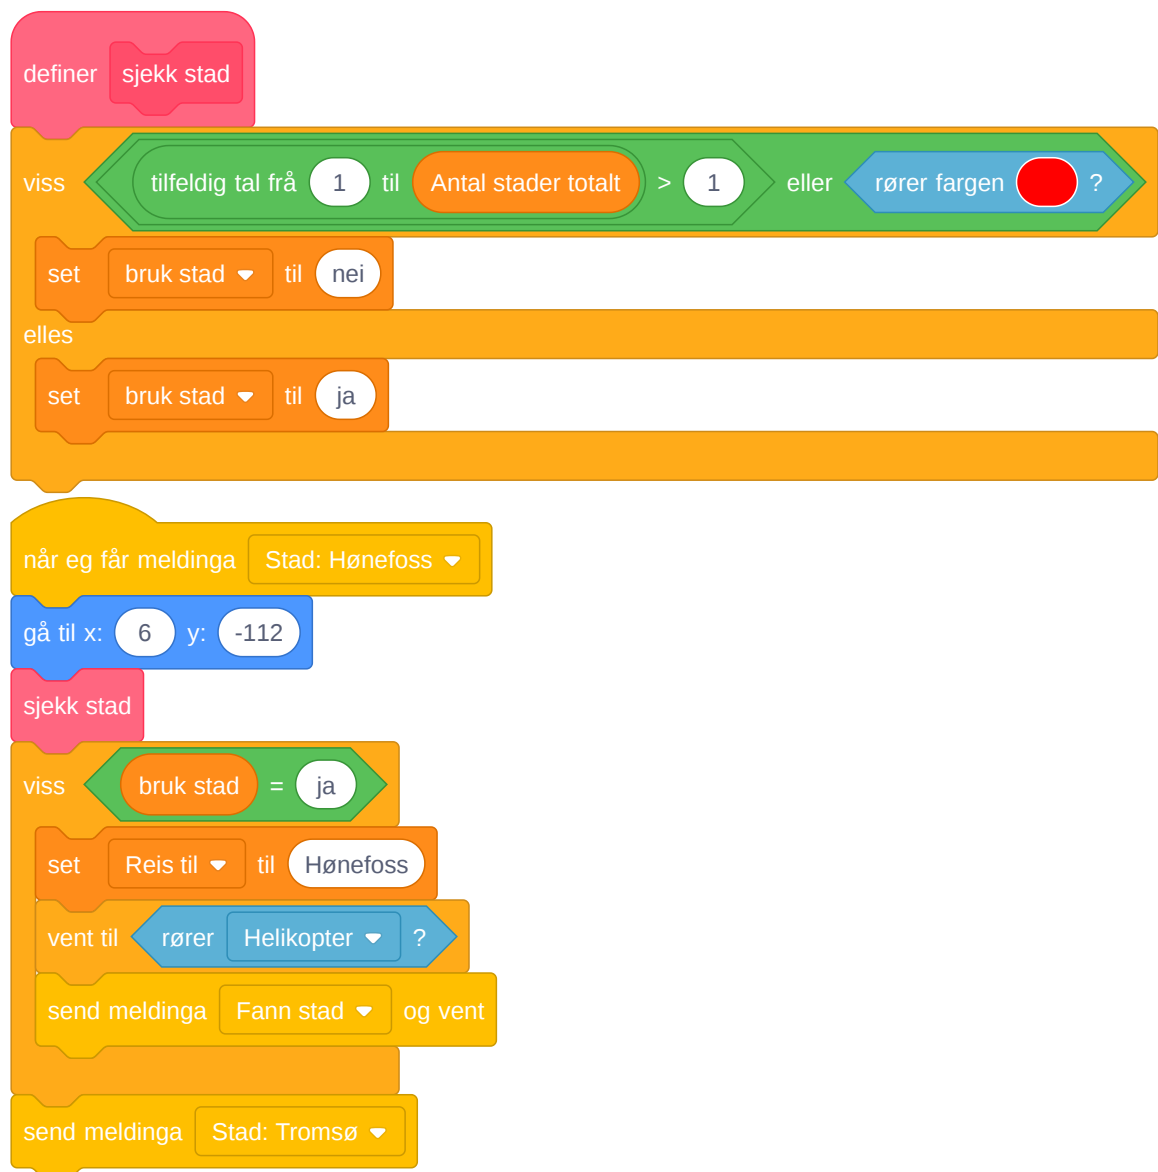 definer sjekk stad
viss tilfeldig tal frå 1 til Antal stader totalt > 1 eller rører fargen ?
set bruk stad til nei
elles
set bruk stad til ja
når eg får meldinga Stad: Hønefoss
gå til x: 6 y: -112
sjekk stad
viss bruk stad = ja
set Reis til til Hønefoss
vent til rører Helikopter ?
send meldinga Fann stad og vent
send meldinga Stad: Tromsø